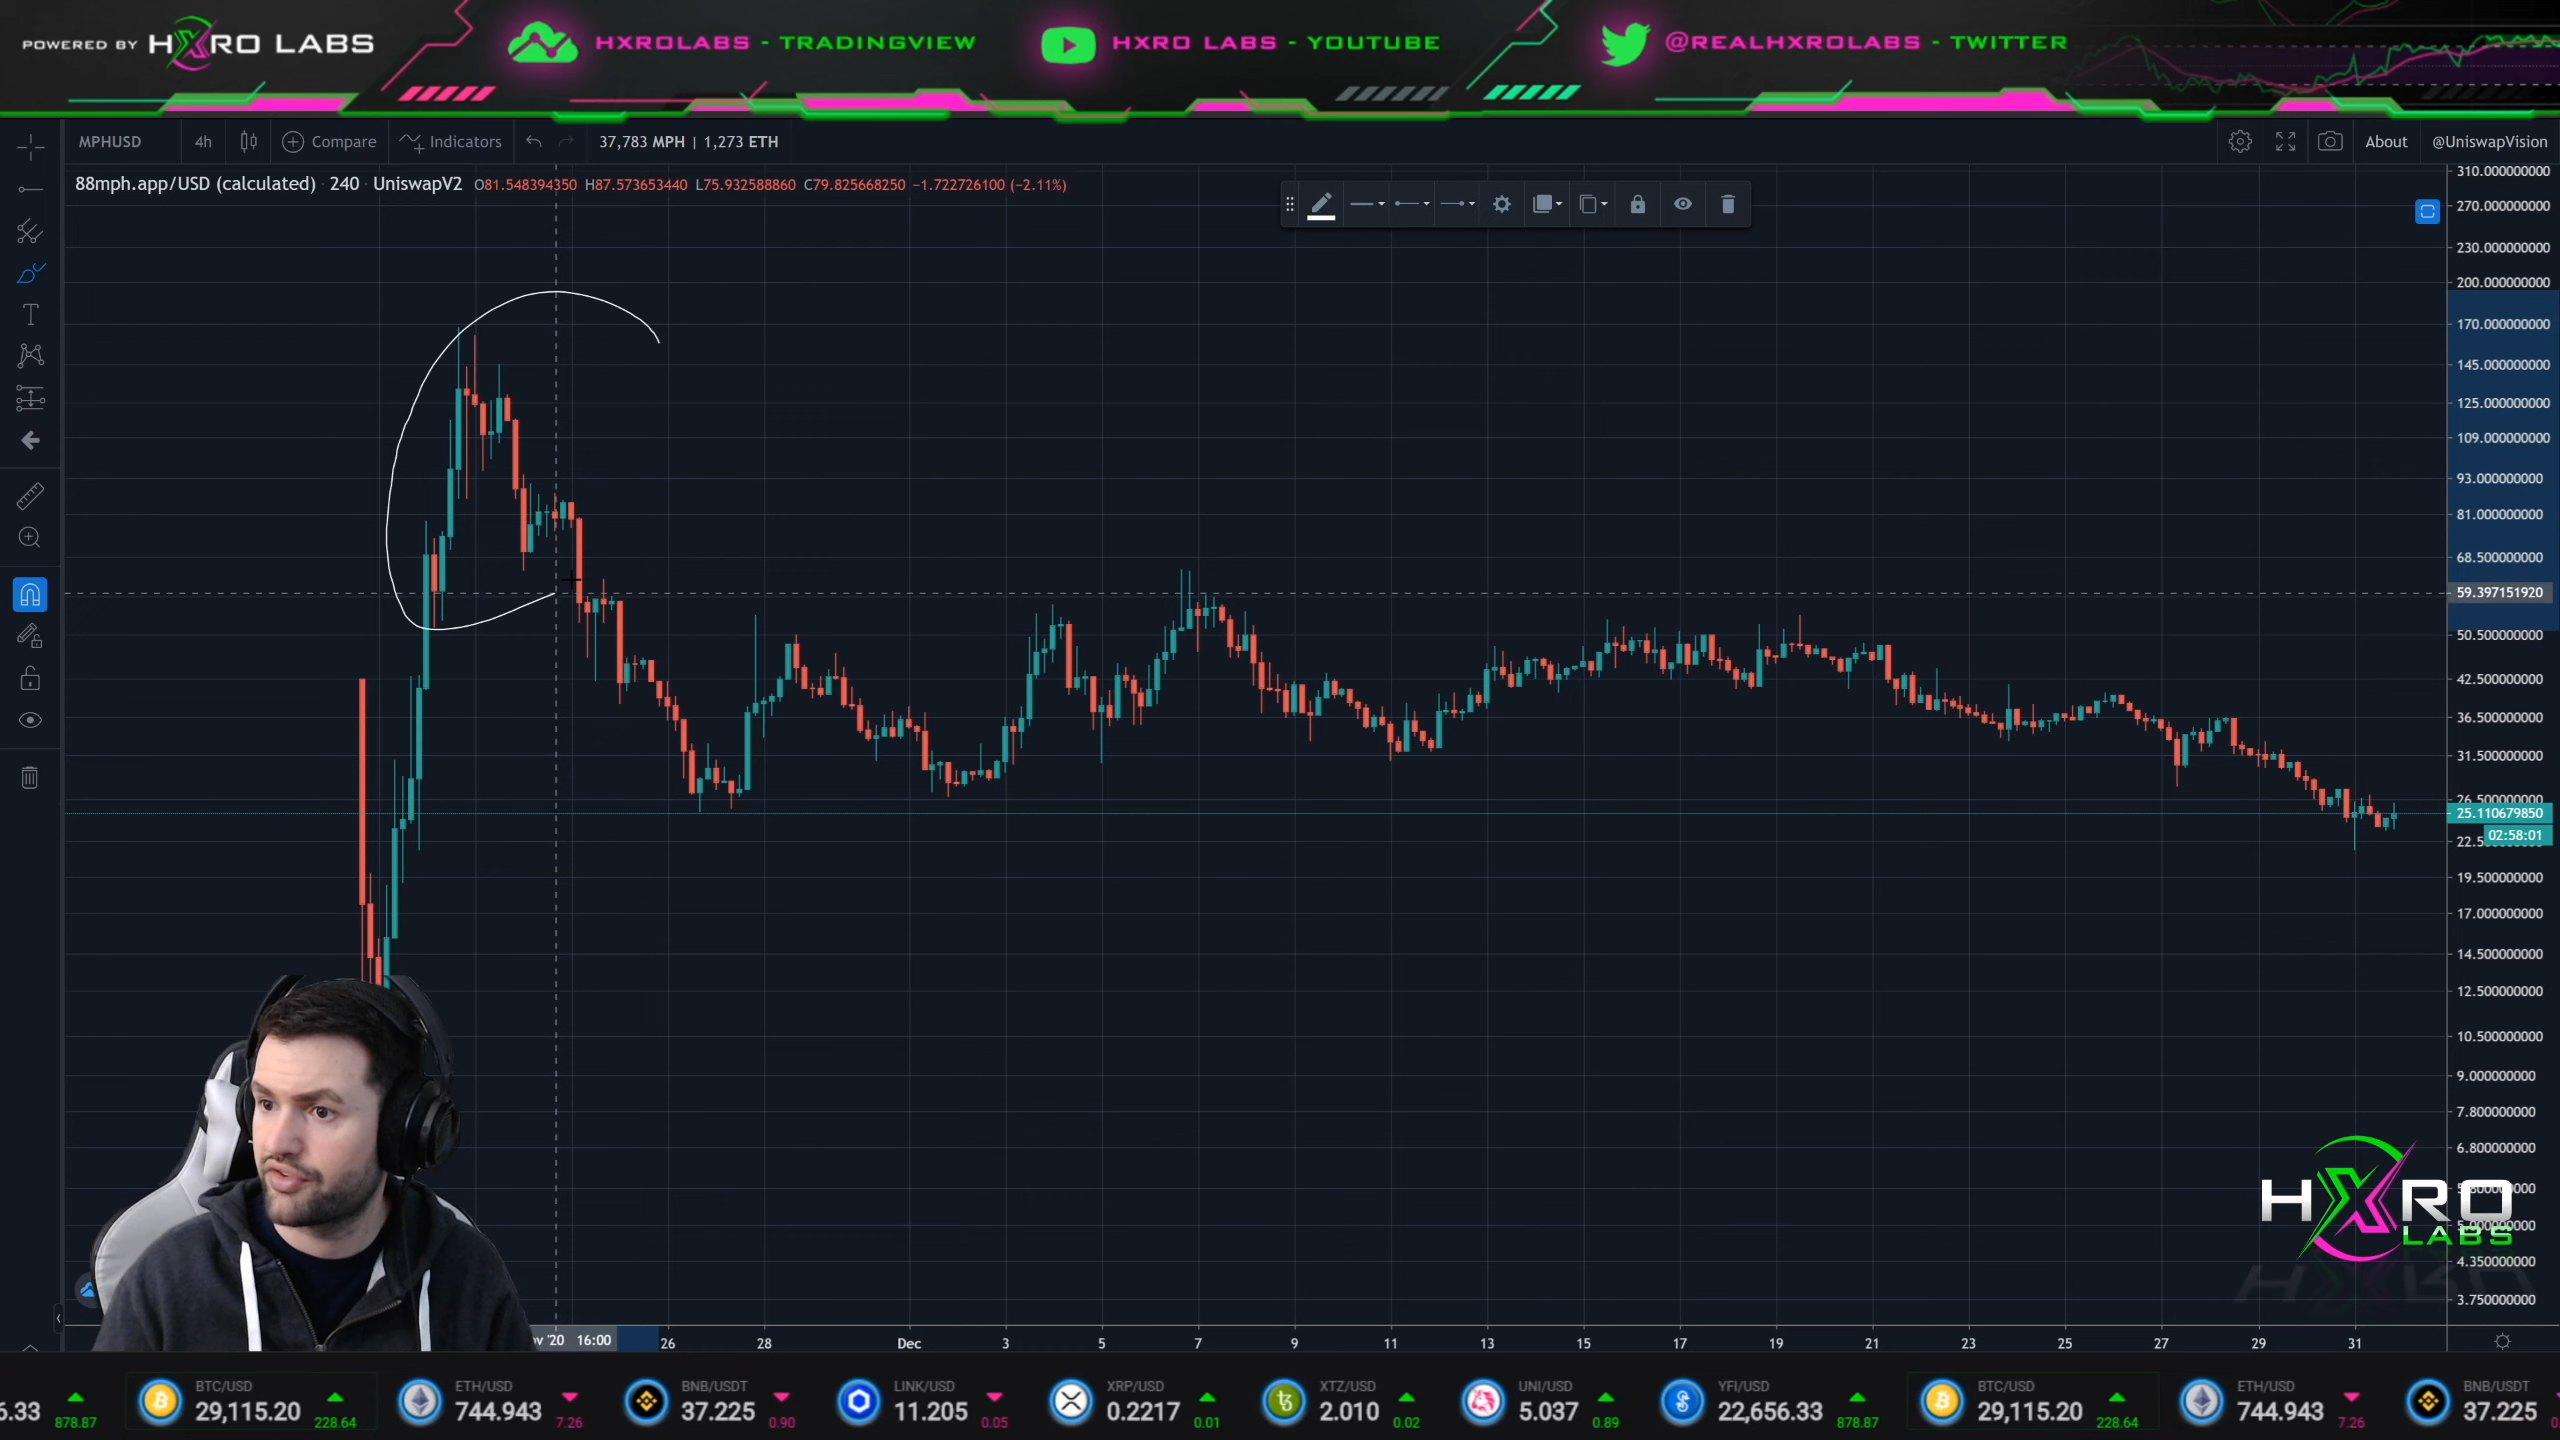 POWERED BY HXRO LABS
HXROLABS - TRADINGVIEW
HXRO LABS - YOUTUBE
@REALHXROLABS - TWITTER
MPHUSD
4h
Compare
Indicators
37,783 MPH | 1,273 ETH
About
@UniswapVision
88mph.app/USD (calculated) · 240 · UniswapV2 O81.548394350 H87.573653440 L75.932588860 C79.825668250 −1.722726100 (−2.11%)
310.000000000
270.000000000
230.000000000
200.000000000
170.000000000
145.000000000
125.000000000
109.000000000
93.000000000
81.000000000
68.500000000
59.397151920
50.500000000
42.500000000
36.500000000
31.500000000
26.500000000
25.110679850
02:58:01
19.500000000
17.000000000
14.500000000
12.500000000
10.500000000
9.000000000
7.800000000
6.800000000
4.350000000
3.750000000
HXRO
LABS
'20 16:00
26 28 Dec 3 5 7 9 11 13 15 17 19 21 23 25 27 29 31
6.33 878.87
BTC/USD 29,115.20 228.64
ETH/USD 744.943 7.26
BNB/USDT 37.225 0.90
LINK/USD 11.205 0.05
XRP/USD 0.2217 0.01
XTZ/USD 2.010 0.02
UNI/USD 5.037 0.89
YFI/USD 22,656.33 878.87
BTC/USD 29,115.20 228.64
ETH/USD 744.943 7.26
BNB/USDT 37.225